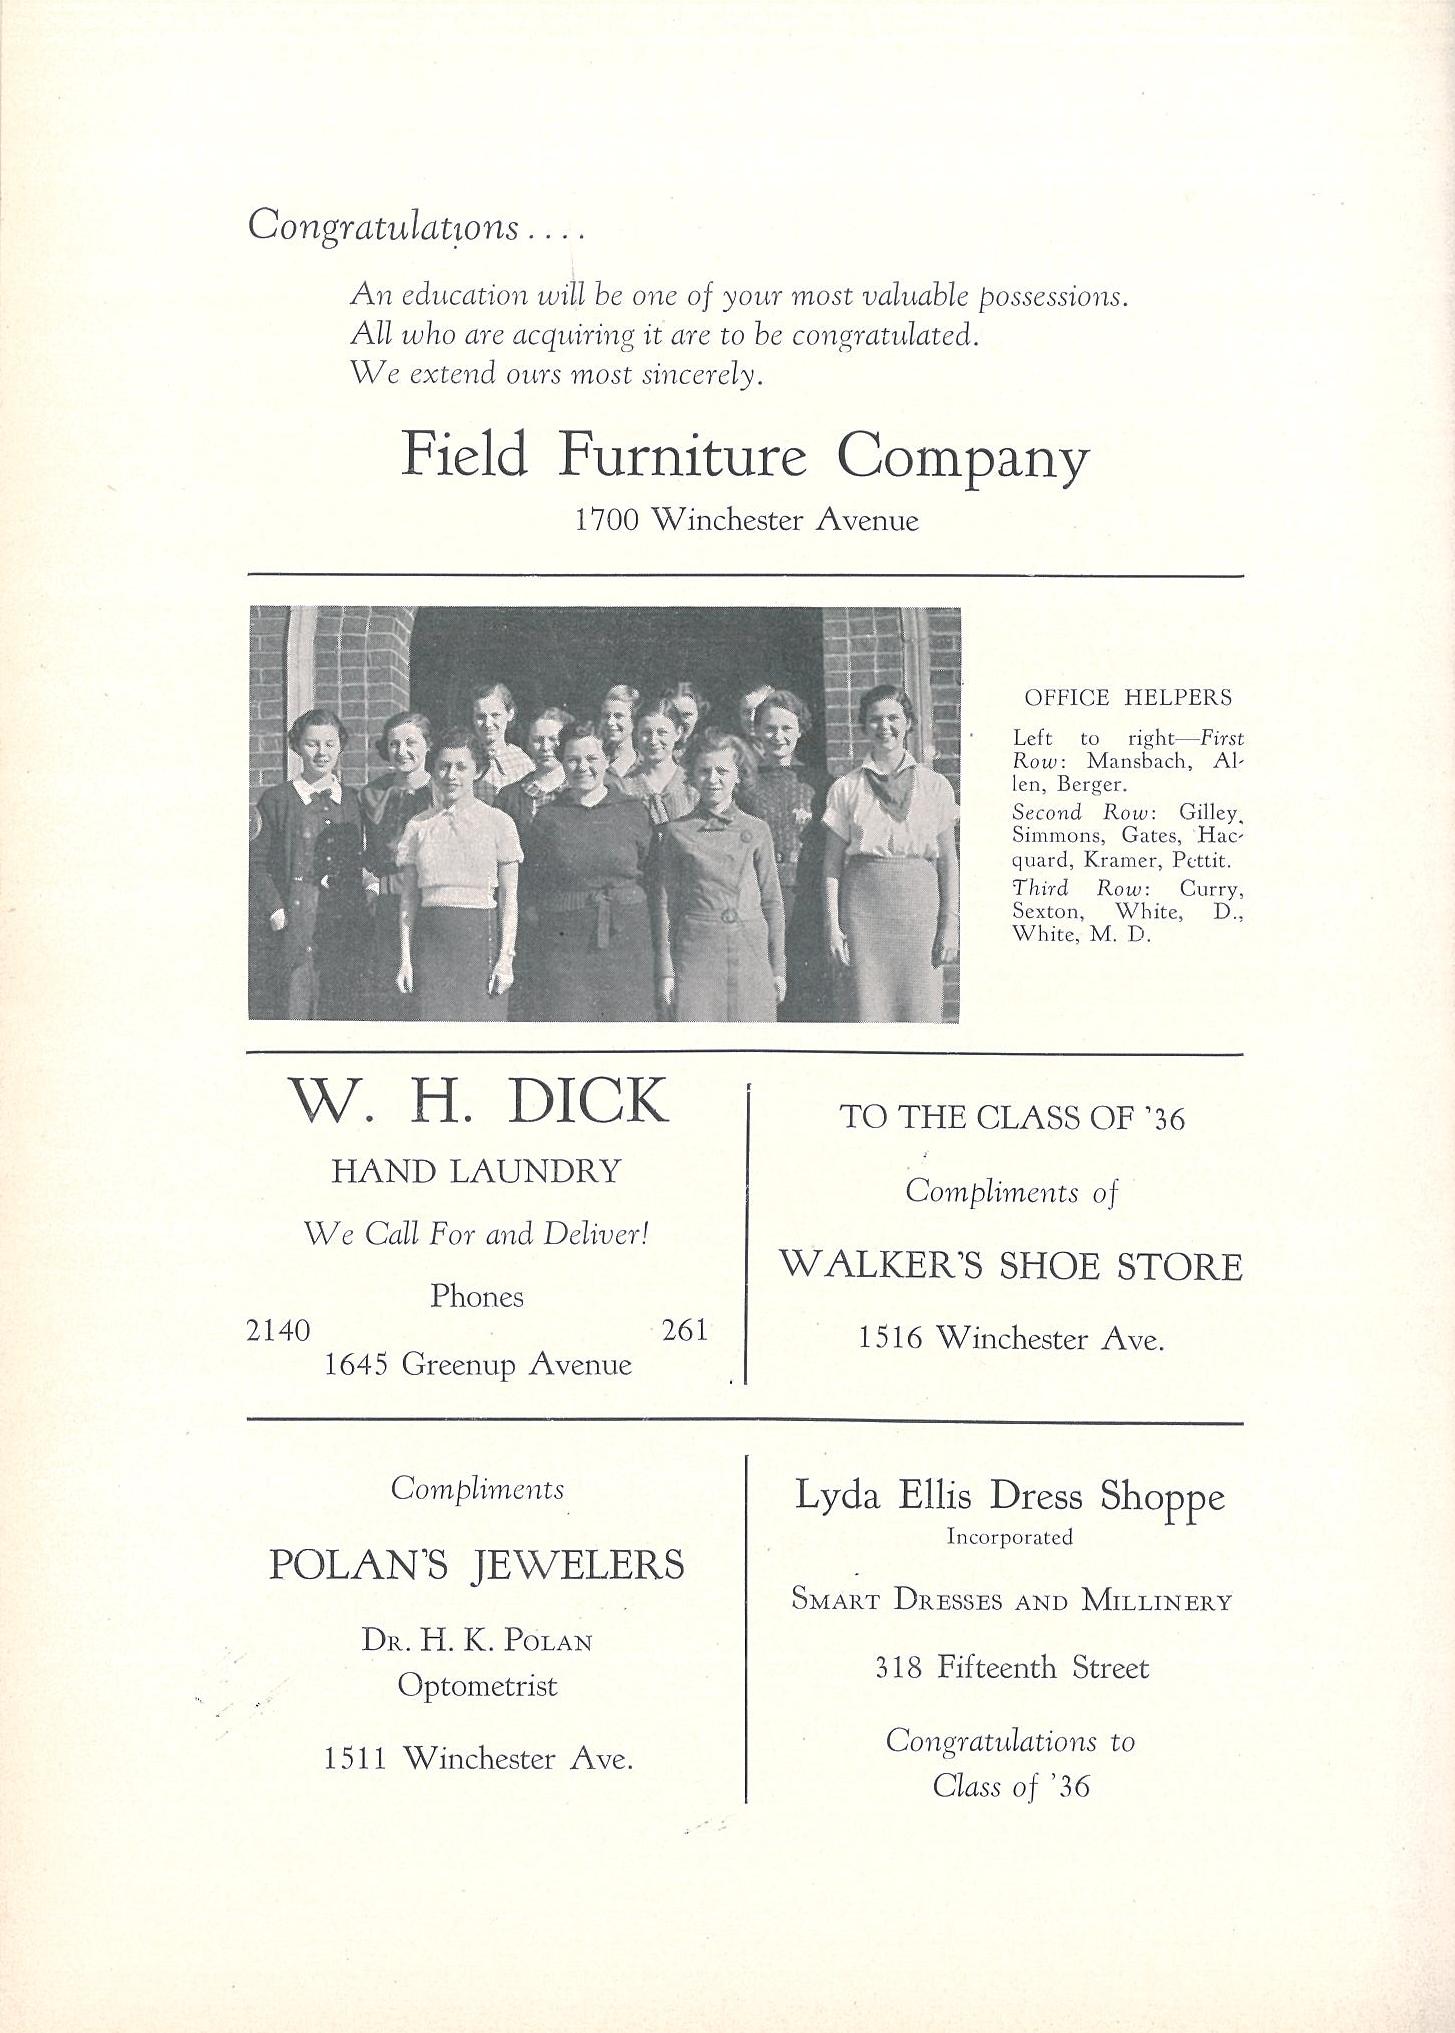 Congratulations . . . .
An education will be one of your most valuable possessions.
All who are acquiring it are to be congratulated.
We extend ours most sincerely.
Field Furniture Company
1700 Winchester Avenue
OFFICE HELPERS
Left to right—First
Row: Mansbach, Al-
len, Berger.
Second Row: Gilley,
Simmons, Gates, Hac-
quard, Kramer, Pettit.
Third Row: Curry,
Sexton, White, D.,
White, M. D.
W. H. DICK
HAND LAUNDRY
We Call For and Deliver!
Phones
2140 261
1645 Greenup Avenue
TO THE CLASS OF '36
Compliments of
WALKER'S SHOE STORE
1516 Winchester Ave.
Compliments
POLAN'S JEWELERS
DR. H. K. POLAN
Optometrist
1511 Winchester Ave.
Lyda Ellis Dress Shoppe
Incorporated
SMART DRESSES AND MILLINERY
318 Fifteenth Street
Congratulations to
Class of '36